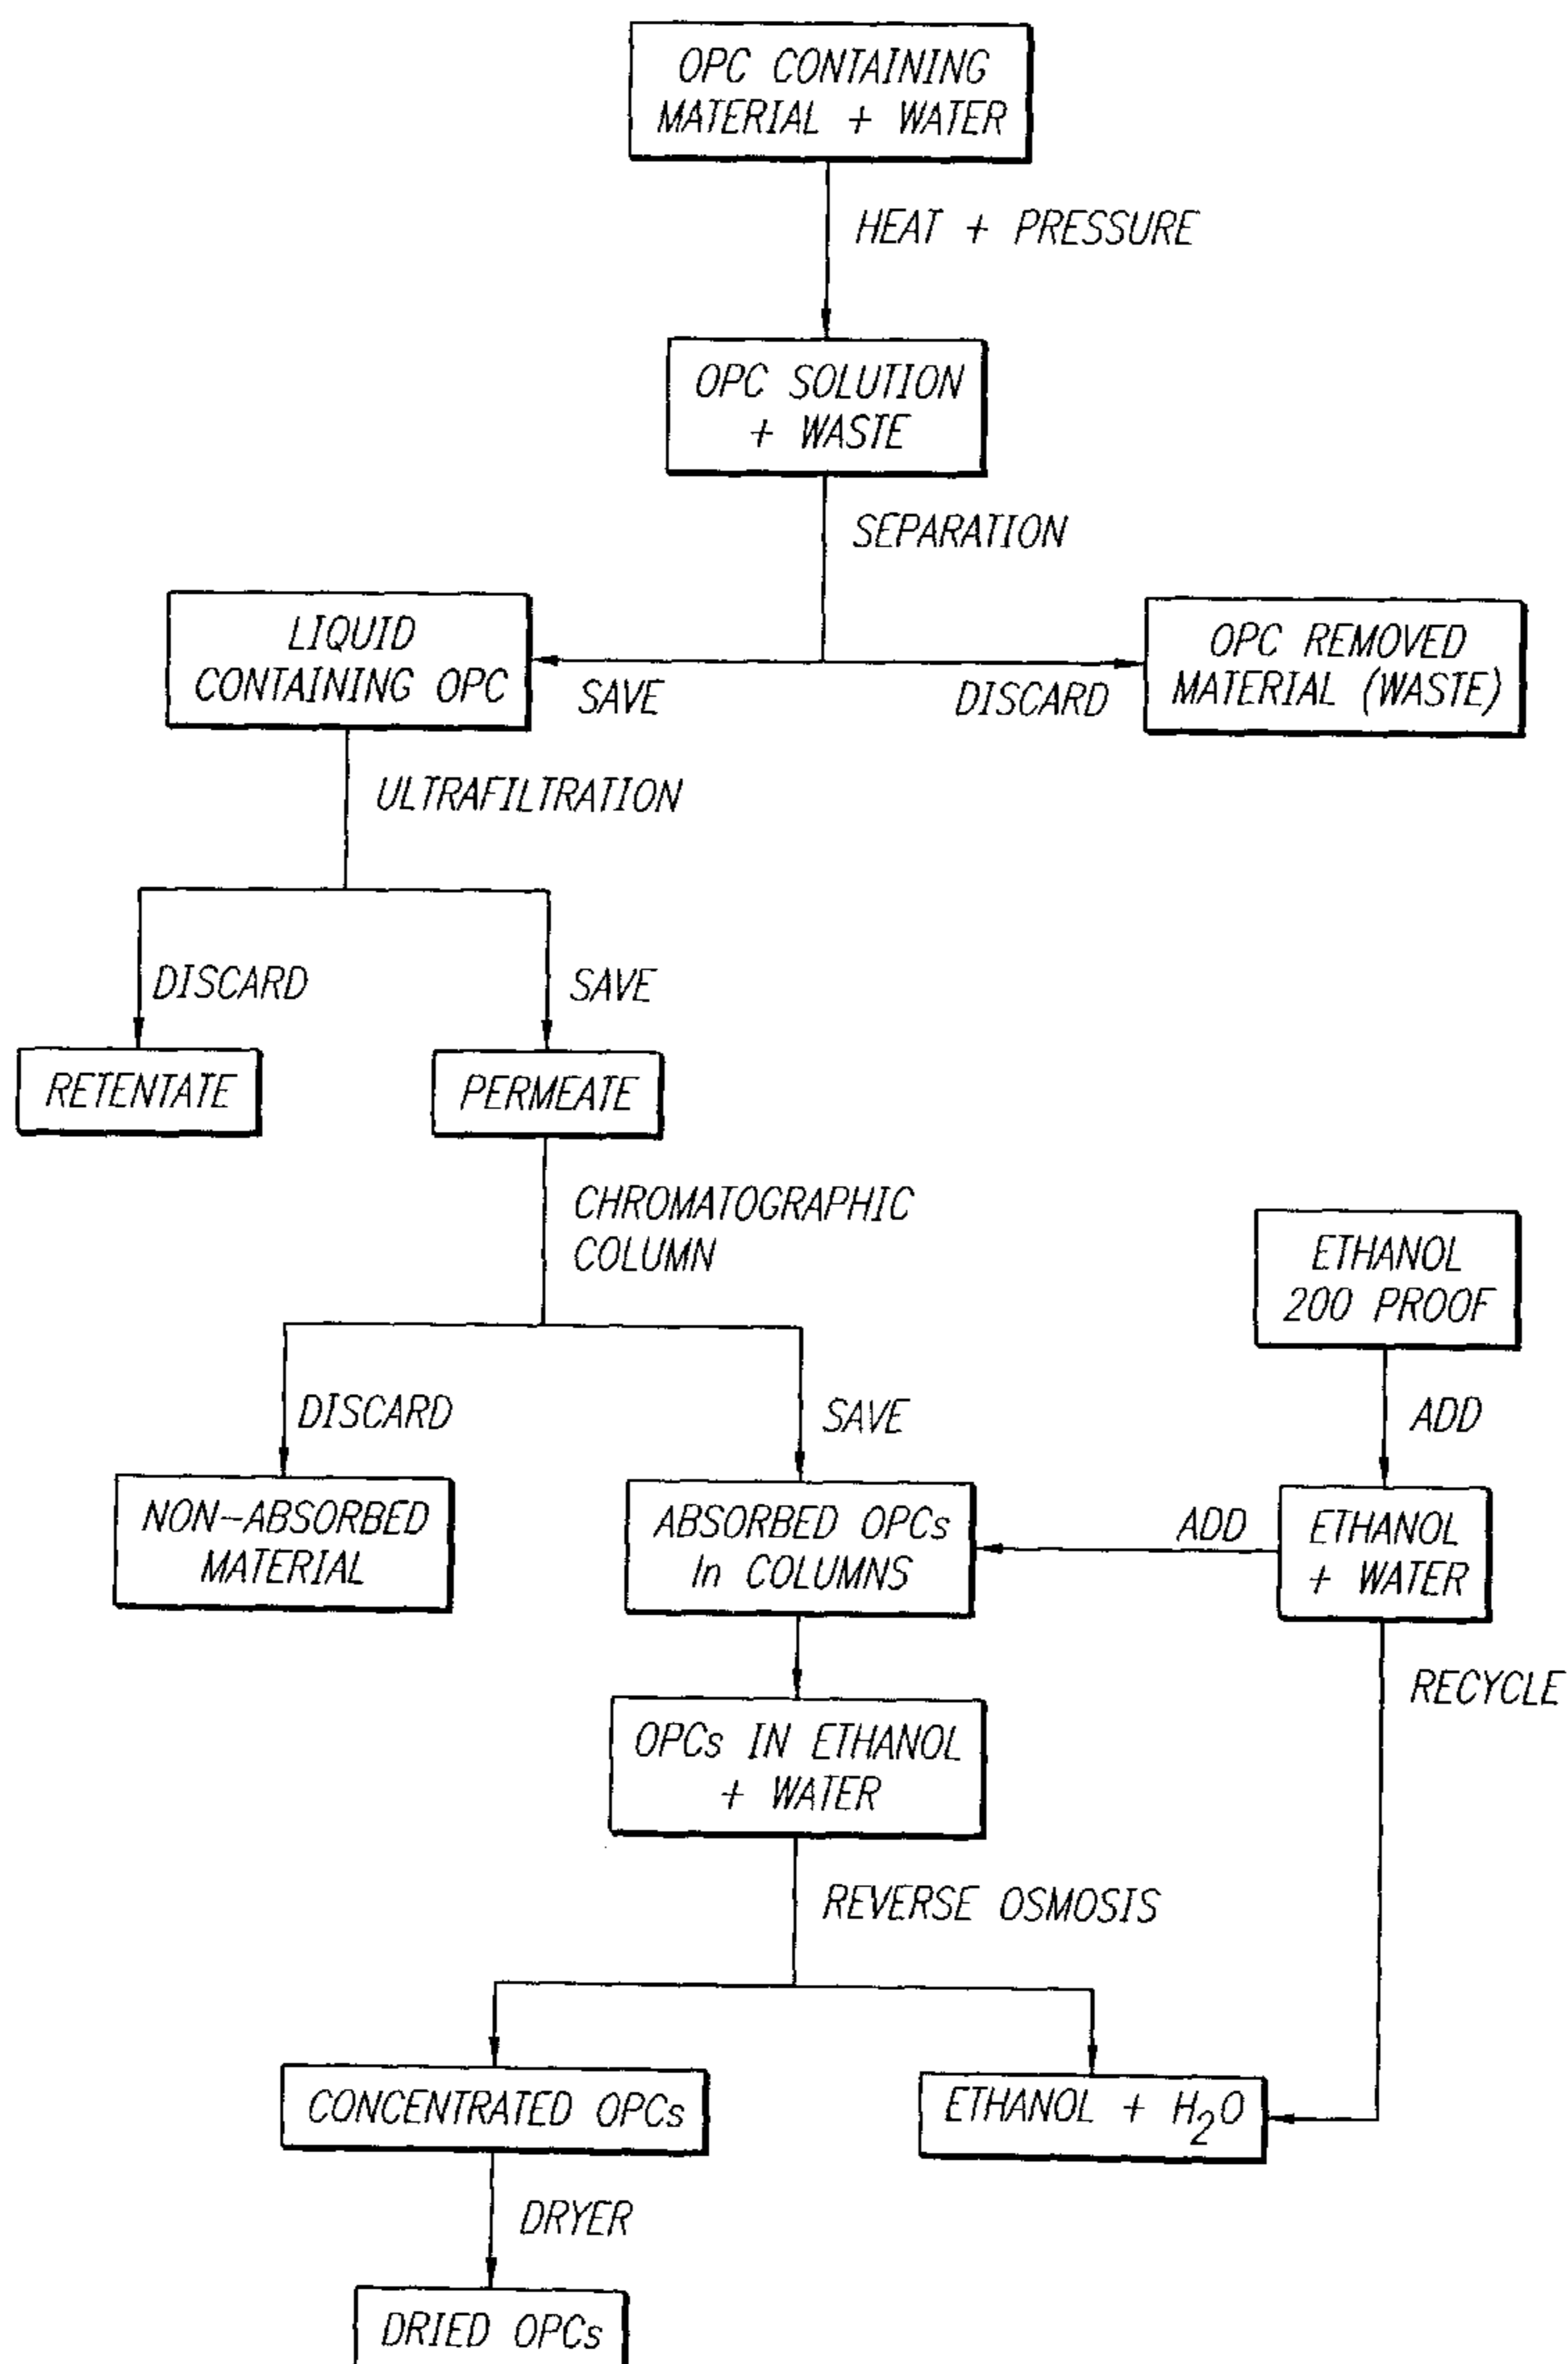 OPC CONTAINING
MATERIAL + WATER
HEAT + PRESSURE
OPC SOLUTION
+ WASTE
SEPARATION
LIQUID
CONTAINING OPC
SAVE
DISCARD
OPC REMOVED
MATERIAL (WASTE)
ULTRAFILTRATION
DISCARD
SAVE
RETENTATE
PERMEATE
CHROMATOGRAPHIC
COLUMN
ETHANOL
200 PROOF
DISCARD
SAVE
ADD
NON-ABSORBED
MATERIAL
ABSORBED OPCs
In COLUMNS
ADD
ETHANOL
+ WATER
RECYCLE
OPCs IN ETHANOL
+ WATER
REVERSE OSMOSIS
CONCENTRATED OPCs
ETHANOL + H₂O
DRYER
DRIED OPCs